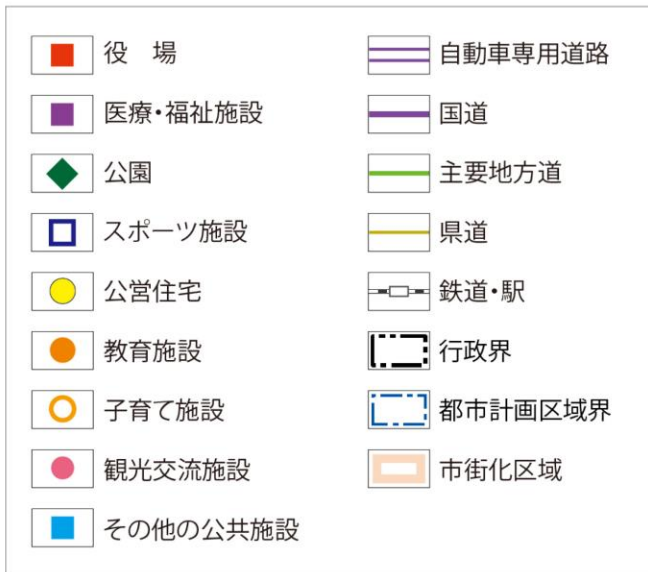 役　場
医療・福祉施設
公園
スポーツ施設
公営住宅
教育施設
子育て施設
観光交流施設
その他の公共施設
自動車専用道路
国道
主要地方道
県道
鉄道・駅
行政界
都市計画区域界
市街化区域